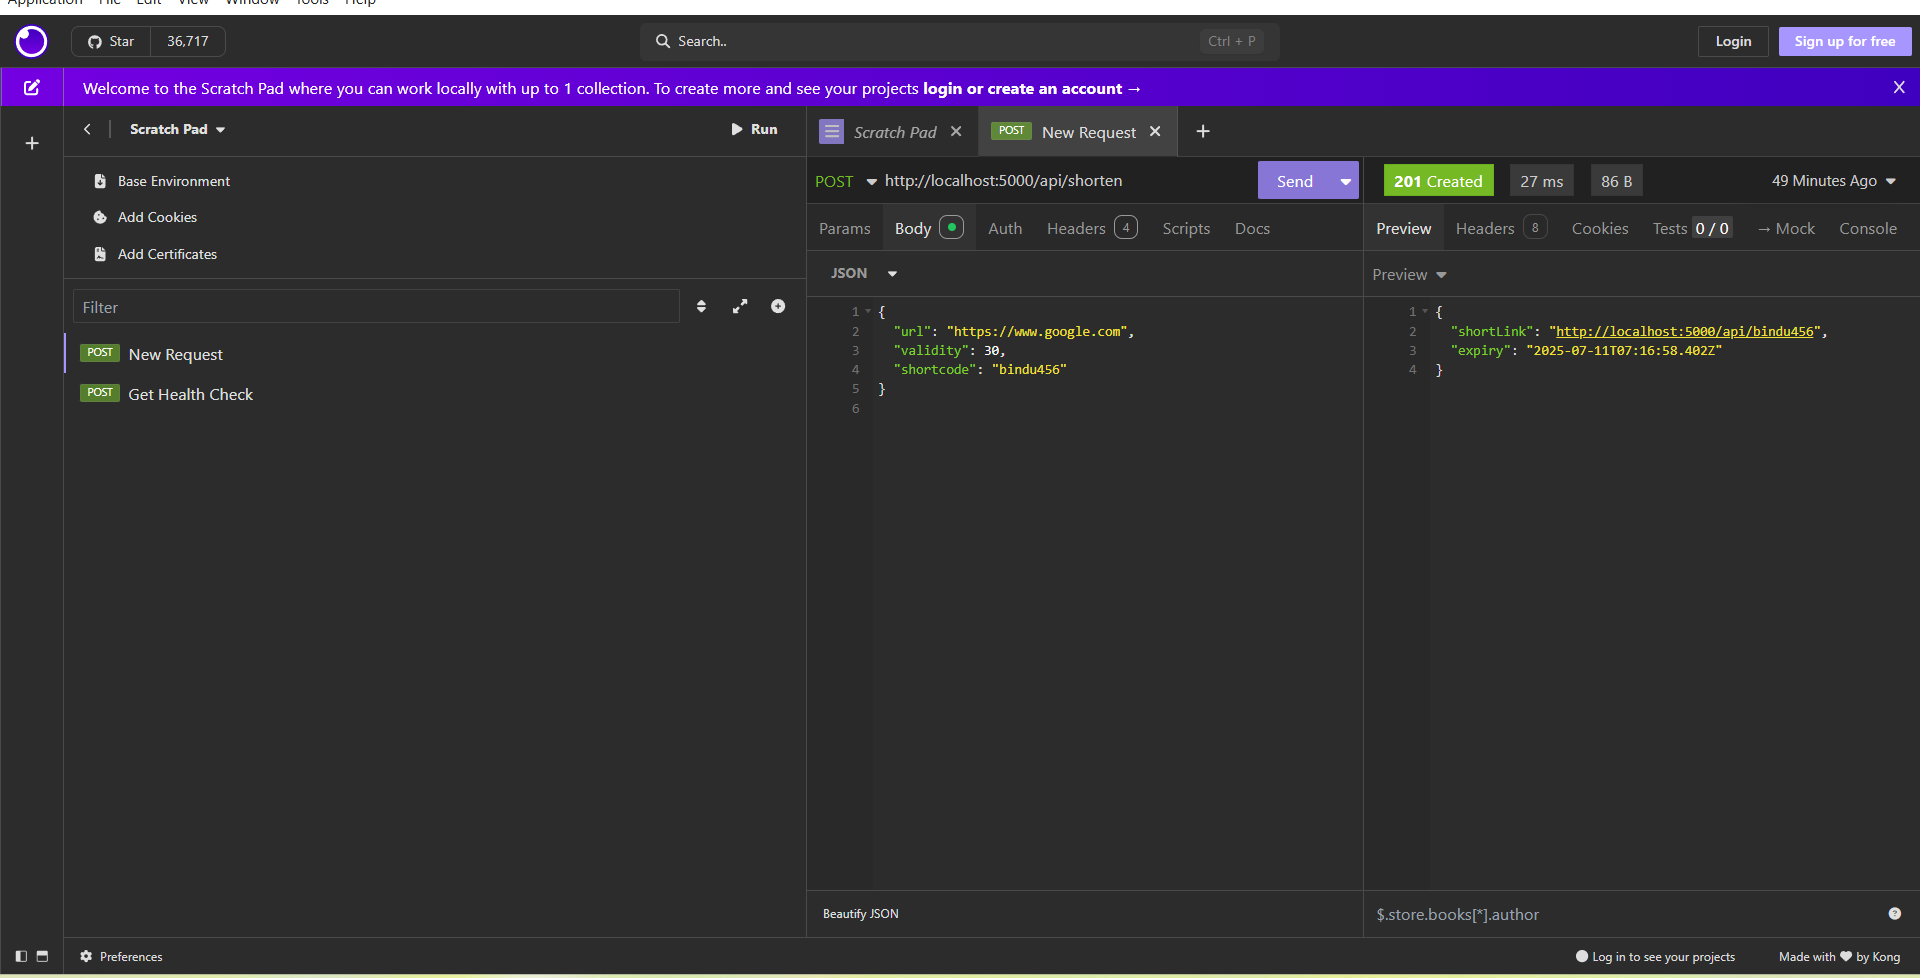 Application File Edit View Window Tools Help
Star 36,717 Search.. Ctrl + P Login Sign up for free
Welcome to the Scratch Pad where you can work locally with up to 1 collection. To create more and see your projects login or create an account → X
Scratch Pad Run
Base Environment
Add Cookies
Add Certificates
Filter
POST New Request
POST Get Health Check
Scratch Pad POST New Request
POST http://localhost:5000/api/shorten Send
Params Body Auth Headers 4 Scripts Docs
JSON
1 {
2 "url": "https://www.google.com",
3 "validity": 30,
4 "shortcode": "bindu456"
5 }
6
Beautify JSON
201 Created 27 ms 86 B 49 Minutes Ago
Preview Headers 8 Cookies Tests 0 / 0 → Mock Console
Preview
1 {
2 "shortLink": "http://localhost:5000/api/bindu456",
3 "expiry": "2025-07-11T07:16:58.402Z"
4 }
$.store.books[*].author
Preferences Log in to see your projects Made with ♥ by Kong